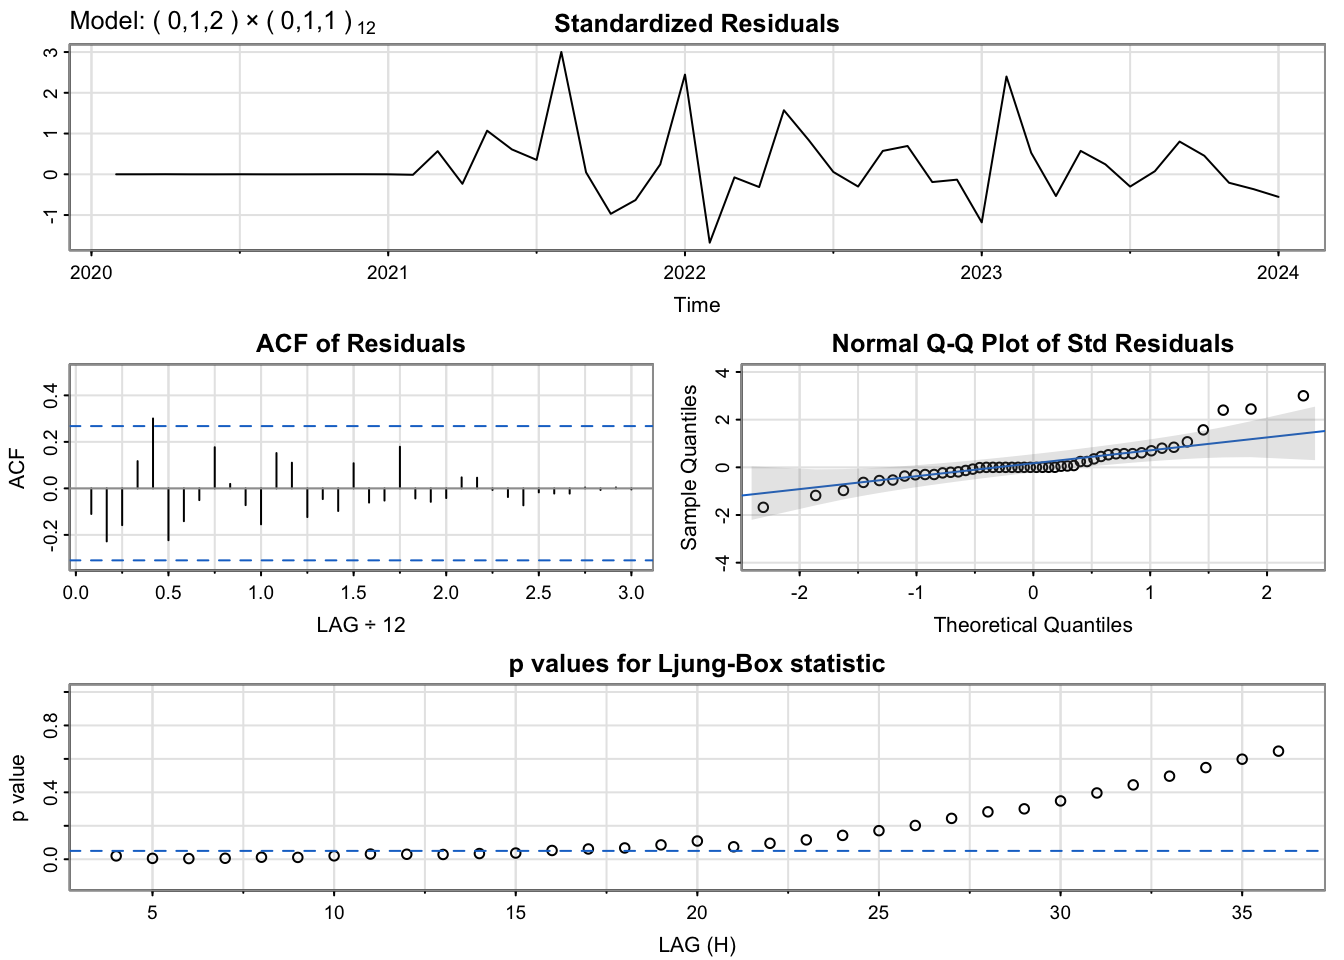 Model: ( 0,1,2 ) × ( 0,1,1 ) 12
Standardized Residuals
3
2
1
0
-1
2020 2021 2022 2023 2024
Time
ACF of Residuals
ACF
0.4
0.2
0.0
-0.2
0.0 0.5 1.0 1.5 2.0 2.5 3.0
LAG ÷ 12
Normal Q-Q Plot of Std Residuals
Sample Quantiles
4
2
0
-2
-4
-2 -1 0 1 2
Theoretical Quantiles
p values for Ljung-Box statistic
p value
0.8
0.4
0.0
5 10 15 20 25 30 35
LAG (H)